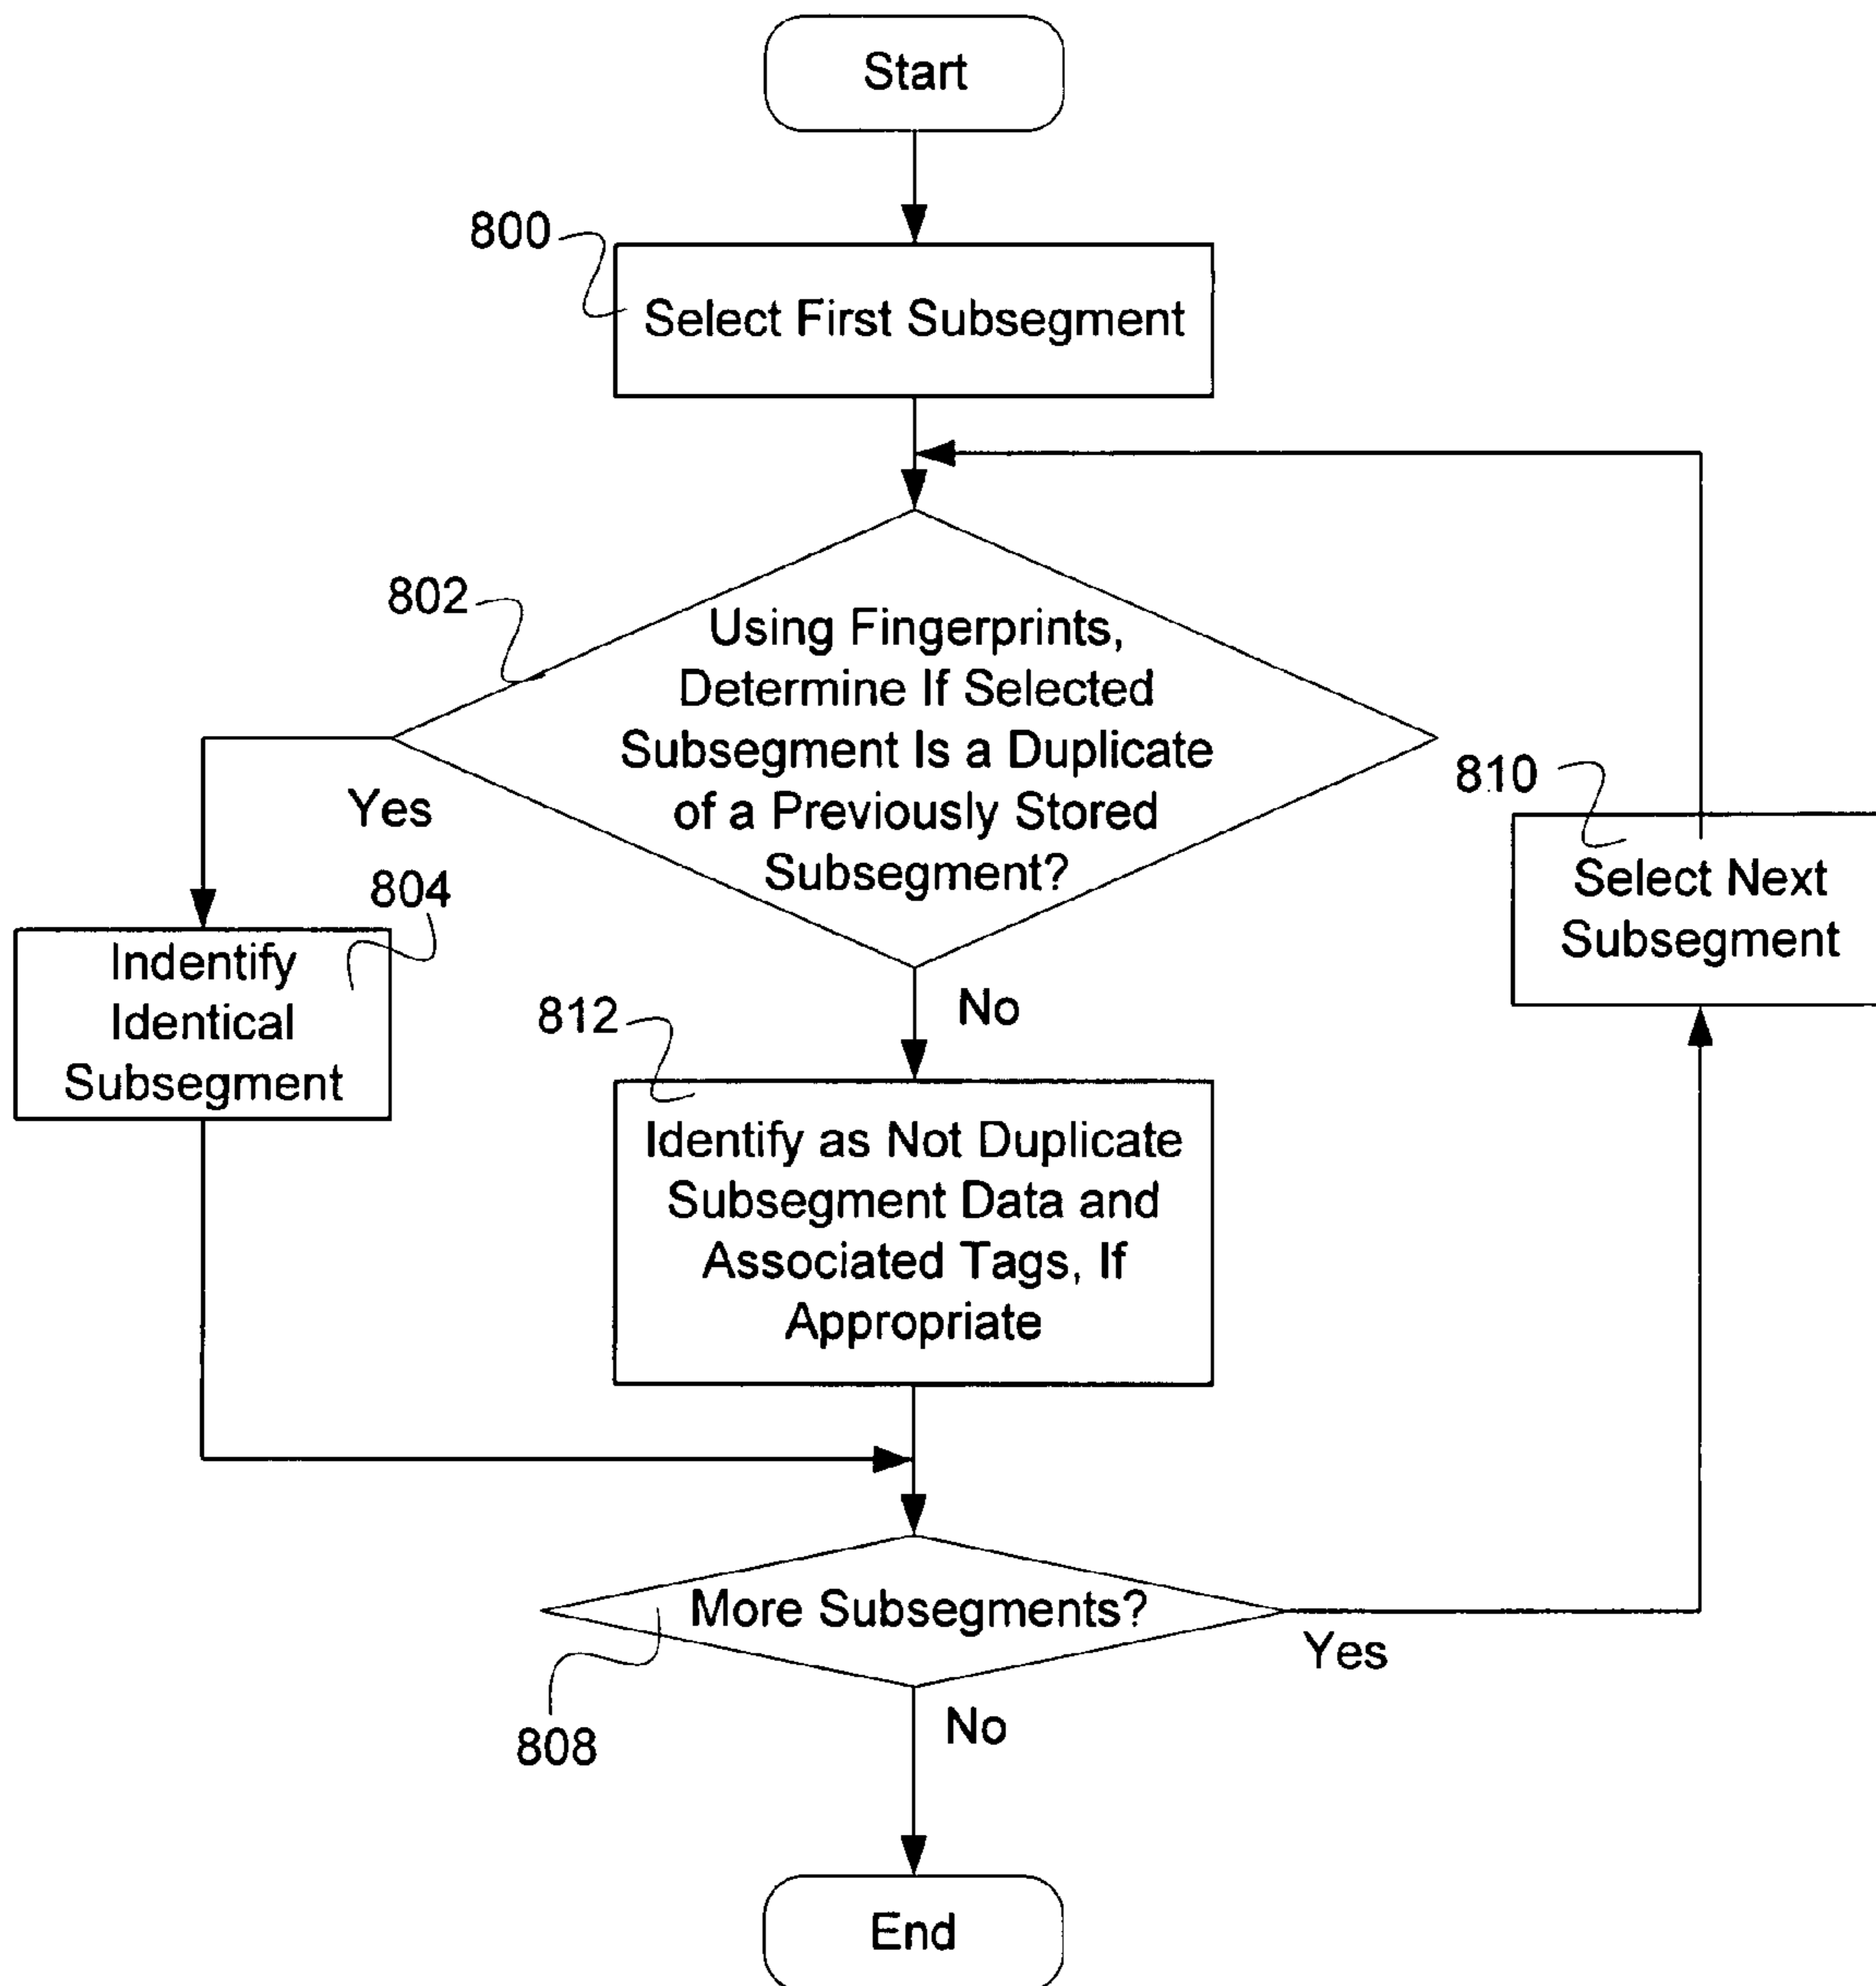 Start
800
Select First Subsegment
802
Using Fingerprints,
Determine If Selected
Subsegment Is a Duplicate
of a Previously Stored
Subsegment?
Yes
804
Indentify
Identical
Subsegment
810
Select Next
Subsegment
No
812
Identify as Not Duplicate
Subsegment Data and
Associated Tags, If
Appropriate
More Subsegments?
Yes
808
No
End